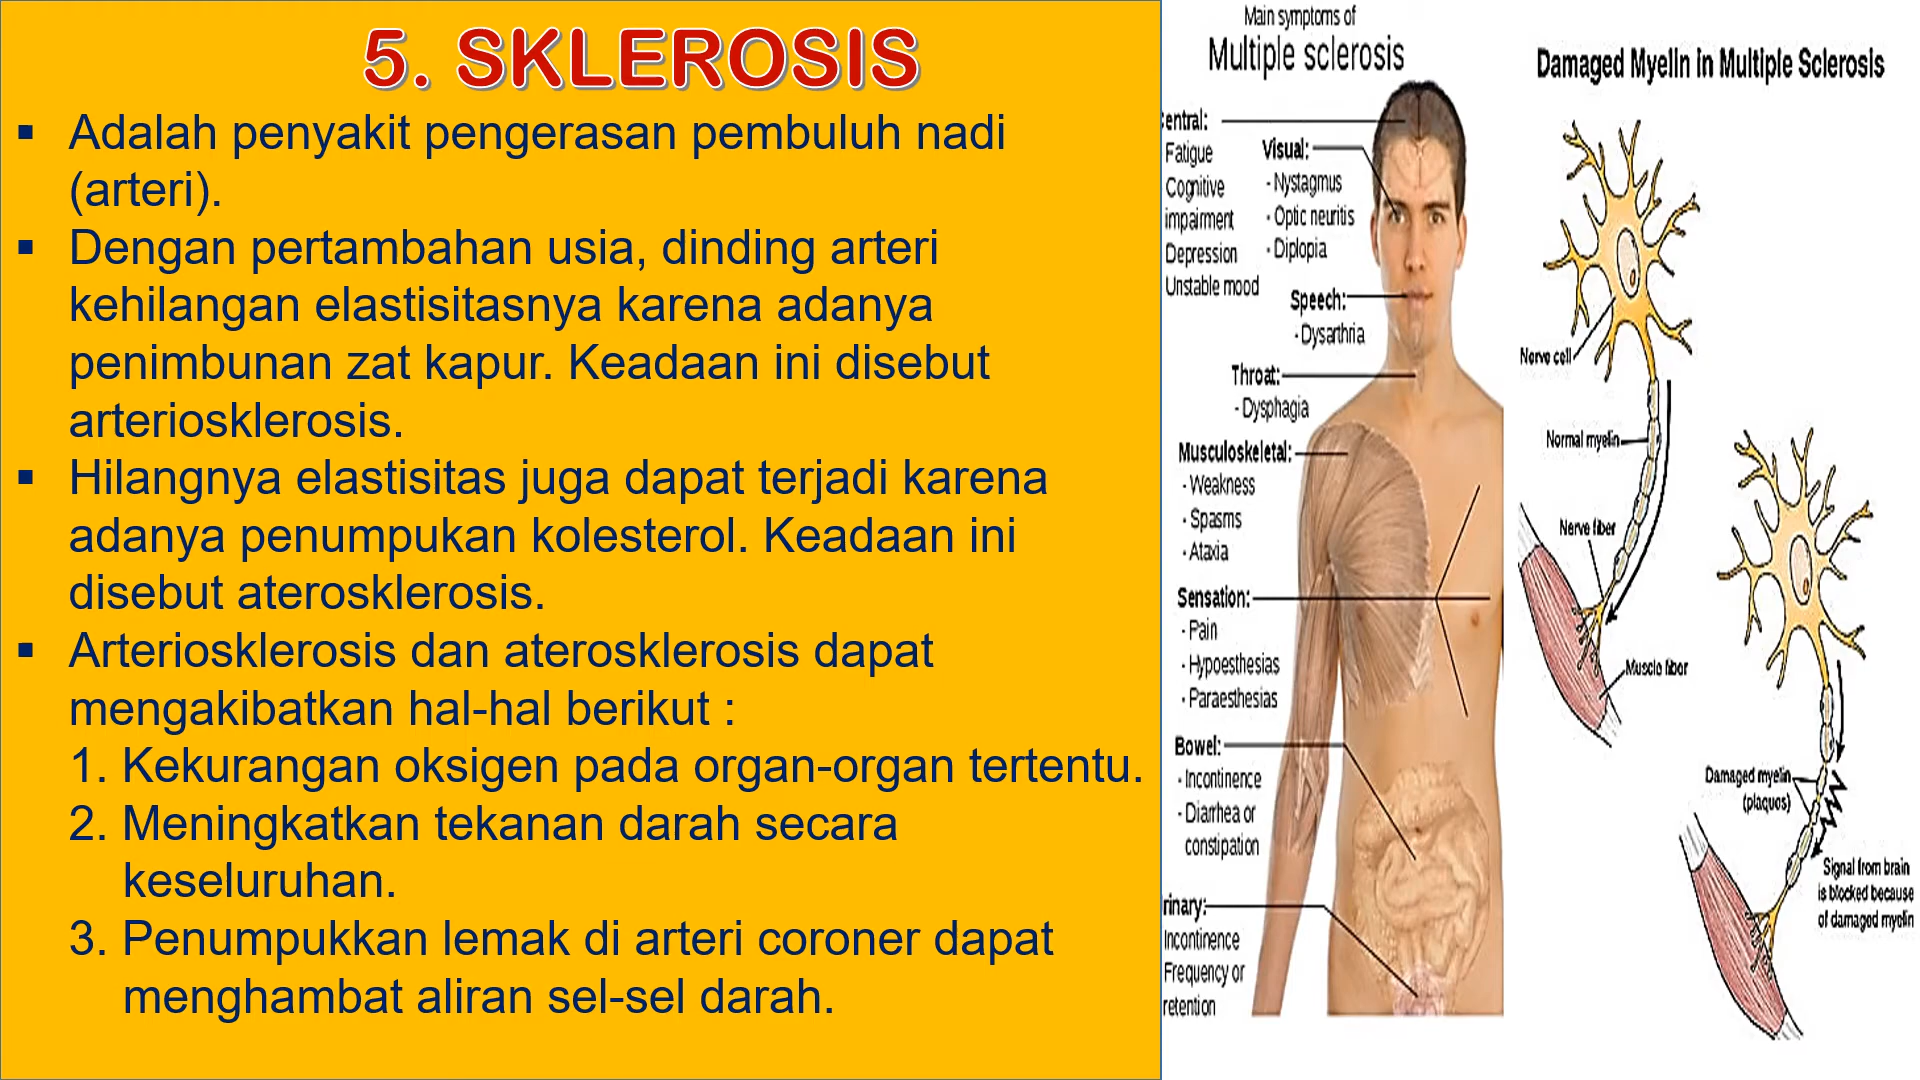 5. SKLEROSIS
▪ Adalah penyakit pengerasan pembuluh nadi
(arteri).
▪ Dengan pertambahan usia, dinding arteri
kehilangan elastisitasnya karena adanya
penimbunan zat kapur. Keadaan ini disebut
arteriosklerosis.
▪ Hilangnya elastisitas juga dapat terjadi karena
adanya penumpukan kolesterol. Keadaan ini
disebut aterosklerosis.
▪ Arteriosklerosis dan aterosklerosis dapat
mengakibatkan hal-hal berikut :
1. Kekurangan oksigen pada organ-organ tertentu.
2. Meningkatkan tekanan darah secara
keseluruhan.
3. Penumpukkan lemak di arteri coroner dapat
menghambat aliran sel-sel darah.
Main symptoms of
Multiple sclerosis
entral:
Fatigue
Cognitive
impairment
Depression
Unstable mood
Visual:
- Nystagmus
- Optic neuritis
- Diplopia
Speech:
- Dysarthria
Throat:
- Dysphagia
Musculoskeletal:
- Weakness
- Spasms
- Ataxia
Sensation:
- Pain
- Hypoesthesias
- Paraesthesias
Bowel:
- Incontinence
- Diarrhea or
constipation
rinary:
Incontinence
Frequency or
retention
Damaged Myelin in Multiple Sclerosis
Nerve cell
Normal myelin
Nerve fiber
Muscle fiber
Damaged myelin
(plaques)
Signal from brain
is blocked because
of damaged myelin